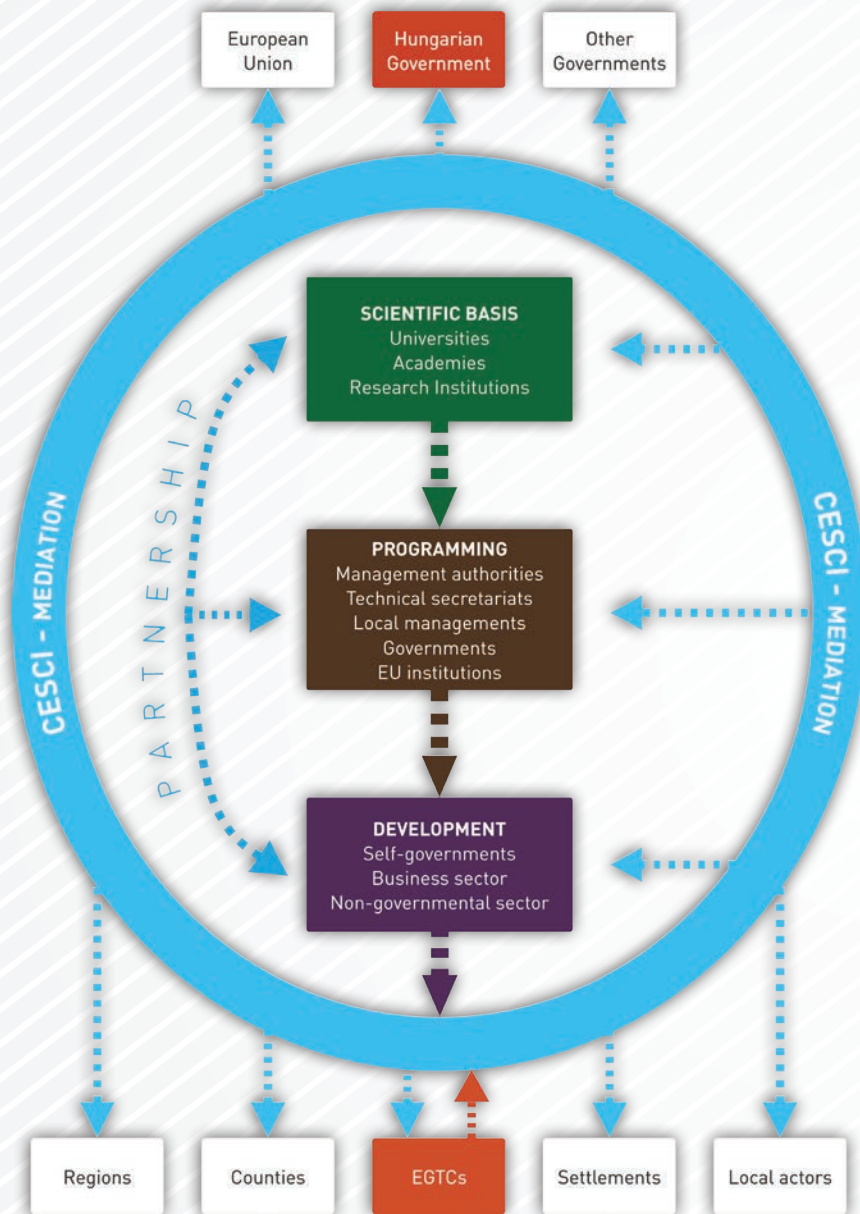 European
Union
Hungarian
Government
Other
Governments
SCIENTIFIC BASIS
Universities
Academies
Research Institutions
PARTNERSHIP
CESCI - MEDIATION
CESCI - MEDIATION
PROGRAMMING
Management authorities
Technical secretariats
Local managements
Governments
EU institutions
DEVELOPMENT
Self-governments
Business sector
Non-governmental sector
Regions
Counties
EGTCs
Settlements
Local actors